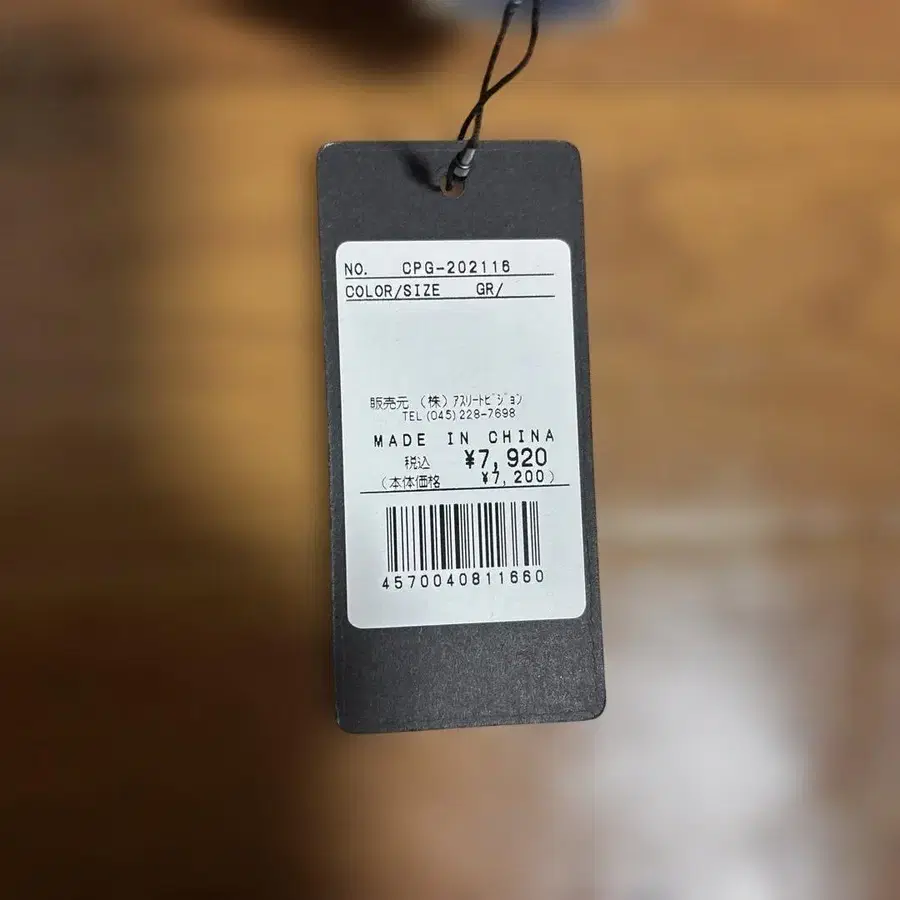 NO. CPG-202116
COLOR/SIZE GR/
販売元 (株)ｱｽﾘｰﾄﾋﾞｼﾞｮﾝ
TEL(045)228-7698
MADE IN CHINA
税込 ¥7,920
(本体価格 ¥7,200)
4570040811660